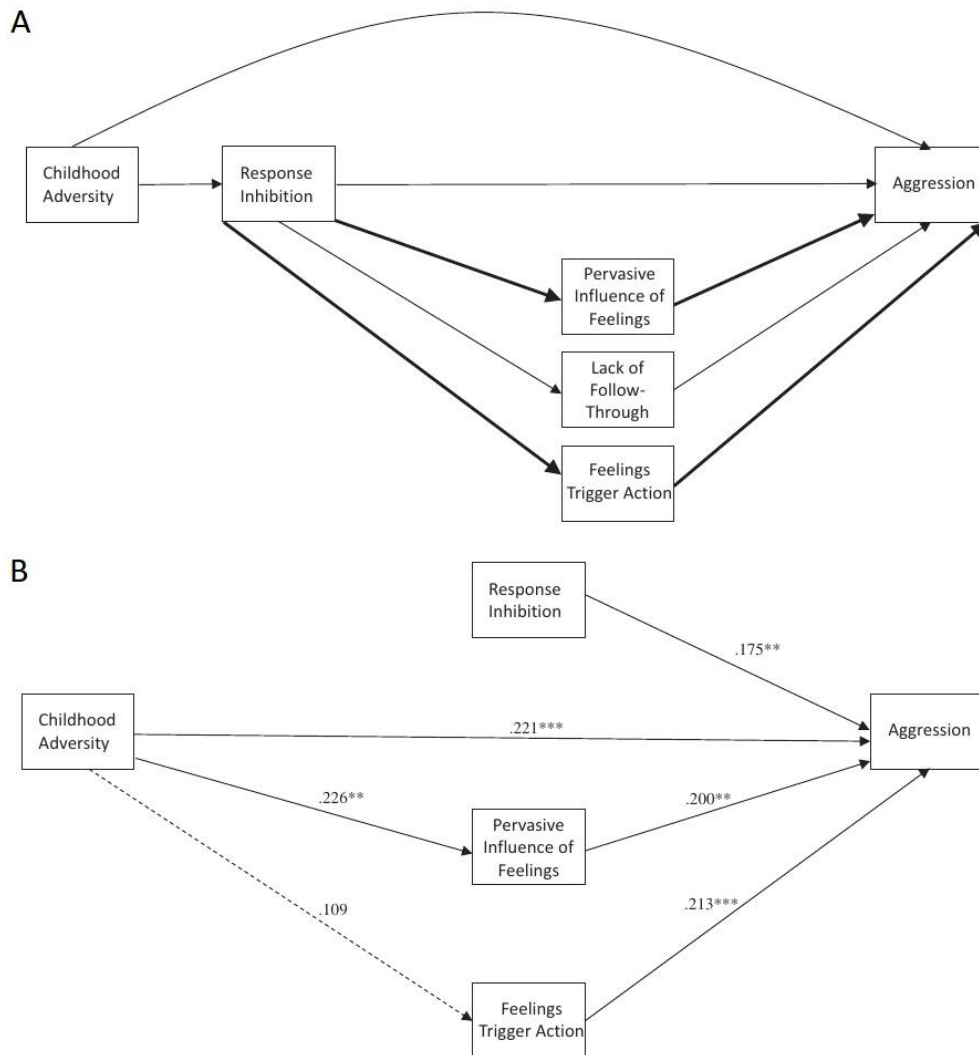 A
Childhood
Adversity
Response
Inhibition
Aggression
Pervasive
Influence of
Feelings
Lack of
Follow-
Through
Feelings
Trigger Action
B
Response
Inhibition
.175**
Childhood
Adversity
.221***
Aggression
.226**
.200**
Pervasive
Influence of
Feelings
.109
.213***
Feelings
Trigger Action